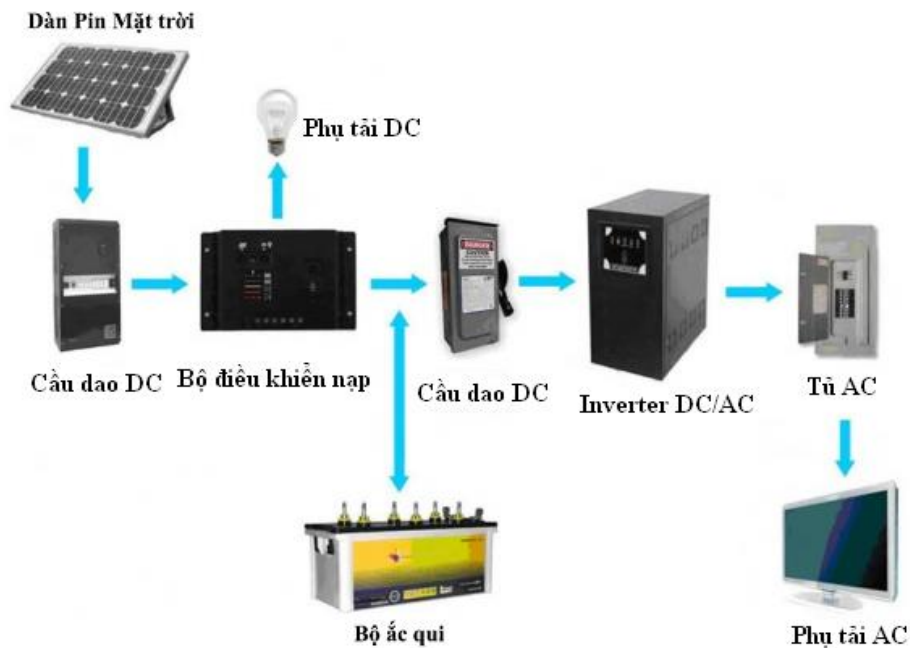 Dàn Pin Mặt trời
Phụ tải DC
DANGER
Cầu dao DC
Bộ điều khiển nạp
Cầu dao DC
Inverter DC/AC
Tủ AC
Bộ ắc qui
Phụ tải AC